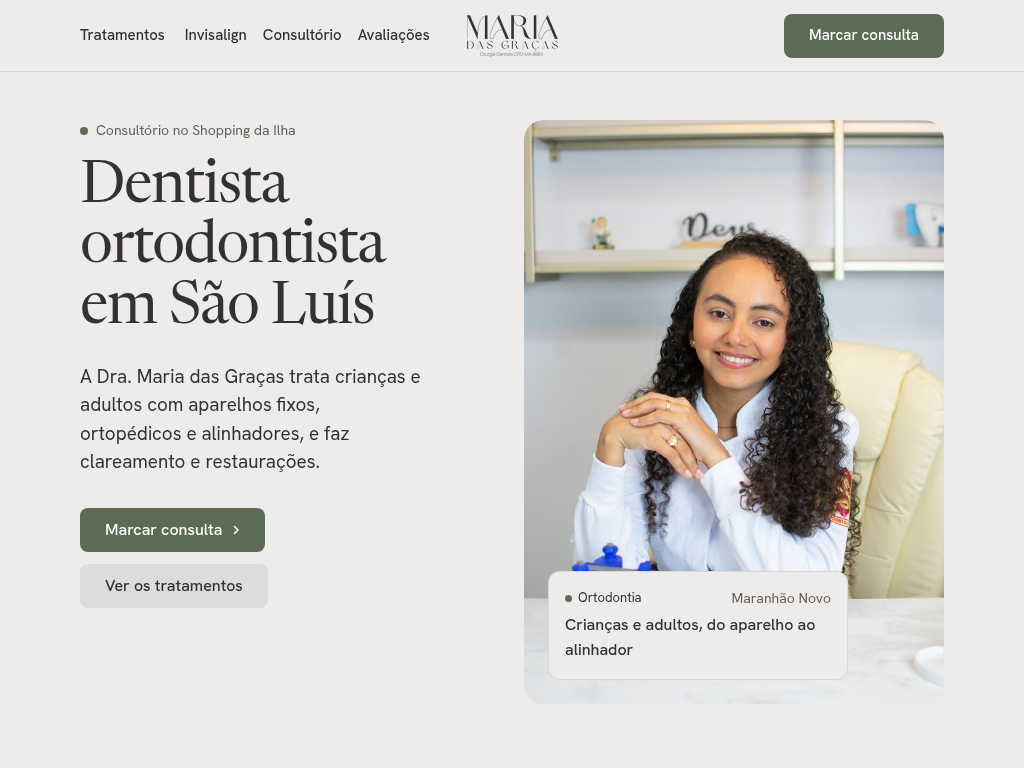 Tratamentos
Invisalign
Consultório
Avaliações
MARIA
DAS GRAÇAS
Marcar consulta
Consultório no Shopping da Ilha
Dentista
ortodontista
em São Luís
A Dra. Maria das Graças trata crianças e
adultos com aparelhos fixos,
ortopédicos e alinhadores, e faz
clareamento e restaurações.
Marcar consulta
Ver os tratamentos
Deus
Ortodontia
Maranhão Novo
Crianças e adultos, do aparelho ao
alinhador